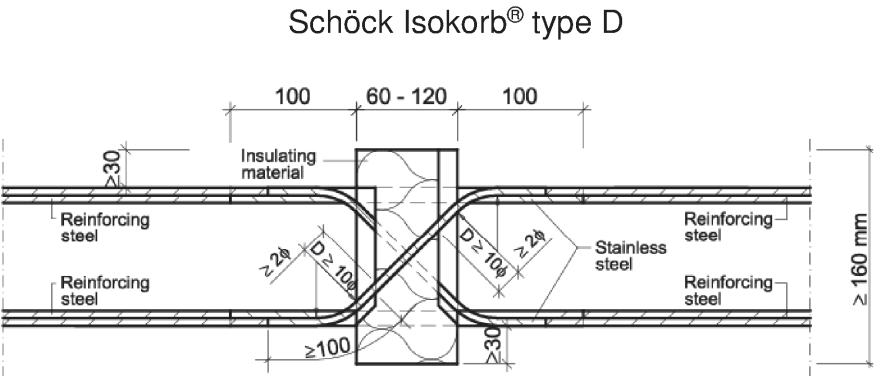 Schöck Isokorb® type D
100
60 - 120
100
≥30
Insulating
material
Reinforcing
steel
Reinforcing
steel
≥ 2ϕ
D ≥ 10ϕ
D ≥ 10ϕ
≥ 2ϕ
Stainless
steel
≥ 160 mm
Reinforcing
steel
Reinforcing
steel
≥100
≥30